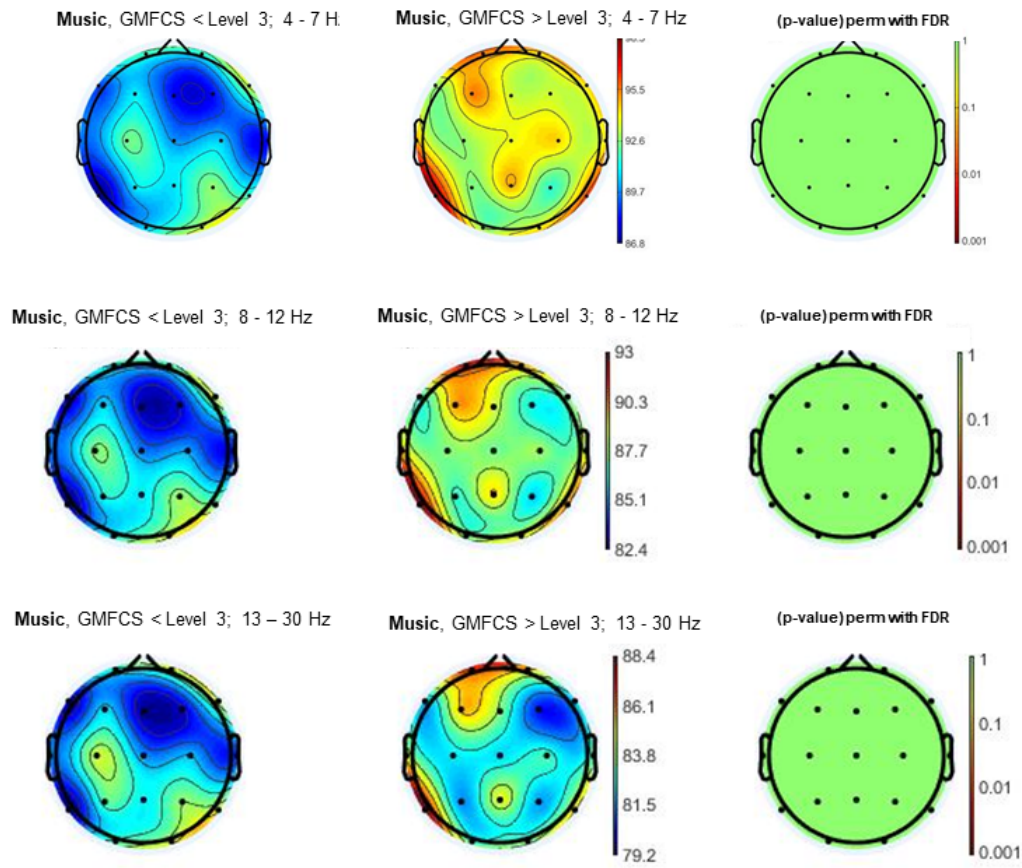 Music, GMFCS < Level 3; 4 - 7 H
Music, GMFCS > Level 3; 4 - 7 Hz
(p-value) perm with FDR
95.5
92.6
89.7
86.8
1
0.1
0.01
0.001
Music, GMFCS < Level 3; 8 - 12 Hz
Music, GMFCS > Level 3; 8 - 12 Hz
(p-value) perm with FDR
93
90.3
87.7
85.1
82.4
1
0.1
0.01
0.001
Music, GMFCS < Level 3; 13 – 30 Hz
Music, GMFCS > Level 3; 13 - 30 Hz
(p-value) perm with FDR
88.4
86.1
83.8
81.5
79.2
1
0.1
0.01
0.001